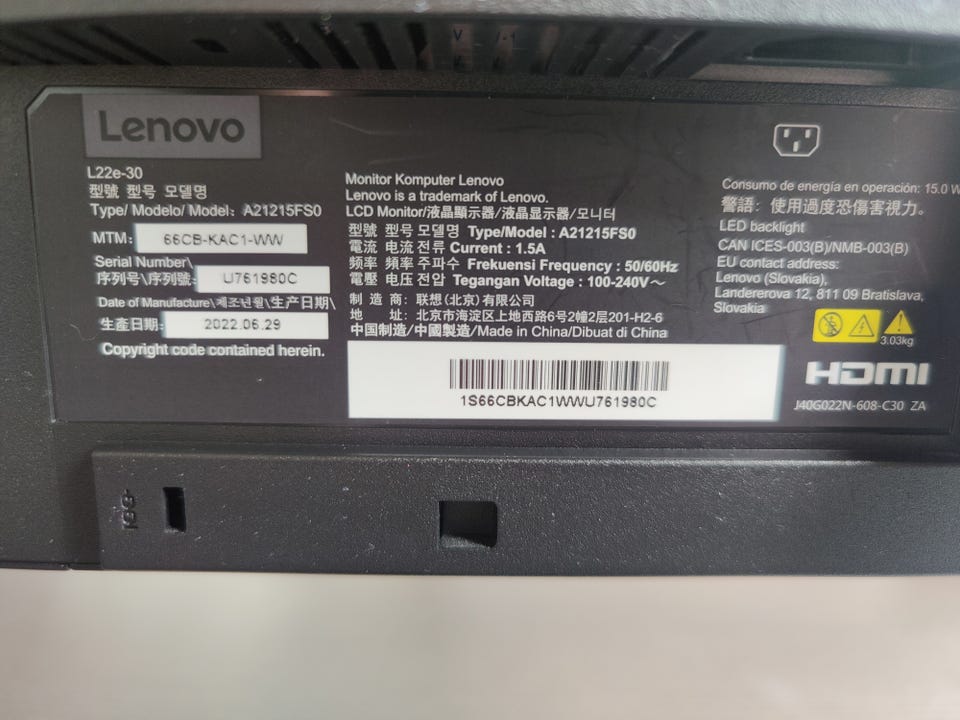 Lenovo
L22e-30
型號 型号 모델명
Type/ Modelo/ Model: A21215FS0
MTM: 66CB-KAC1-WW
Serial Number\
序列号\序列號: U761980C
Date of Manufacture\제조년월\生产日期\
生產日期: 2022.06.29
Copyright code contained herein.
Monitor Komputer Lenovo
Lenovo is a trademark of Lenovo.
LCD Monitor/液晶顯示器/液晶显示器/모니터
型號 型号 모델명 Type/Model : A21215FS0
電流 电流 전류 Current : 1.5A
频率 頻率 주파수 Frekuensi Frequency : 50/60Hz
電壓 电压 전압 Tegangan Voltage : 100-240V～
制 造 商: 联想(北京)有限公司
地 址: 北京市海淀区上地西路6号2幢2层201-H2-6
中国制造/中國製造/Made in China/Dibuat di China
1S66CBKAC1WWU761980C
Consumo de energía en operación: 15.0 W
警語: 使用過度恐傷害視力。
LED backlight
CAN ICES-003(B)/NMB-003(B)
EU contact address:
Lenovo (Slovakia),
Landererova 12, 811 09 Bratislava,
Slovakia
3.03kg
HDMI
J40G022N-608-C30 ZA